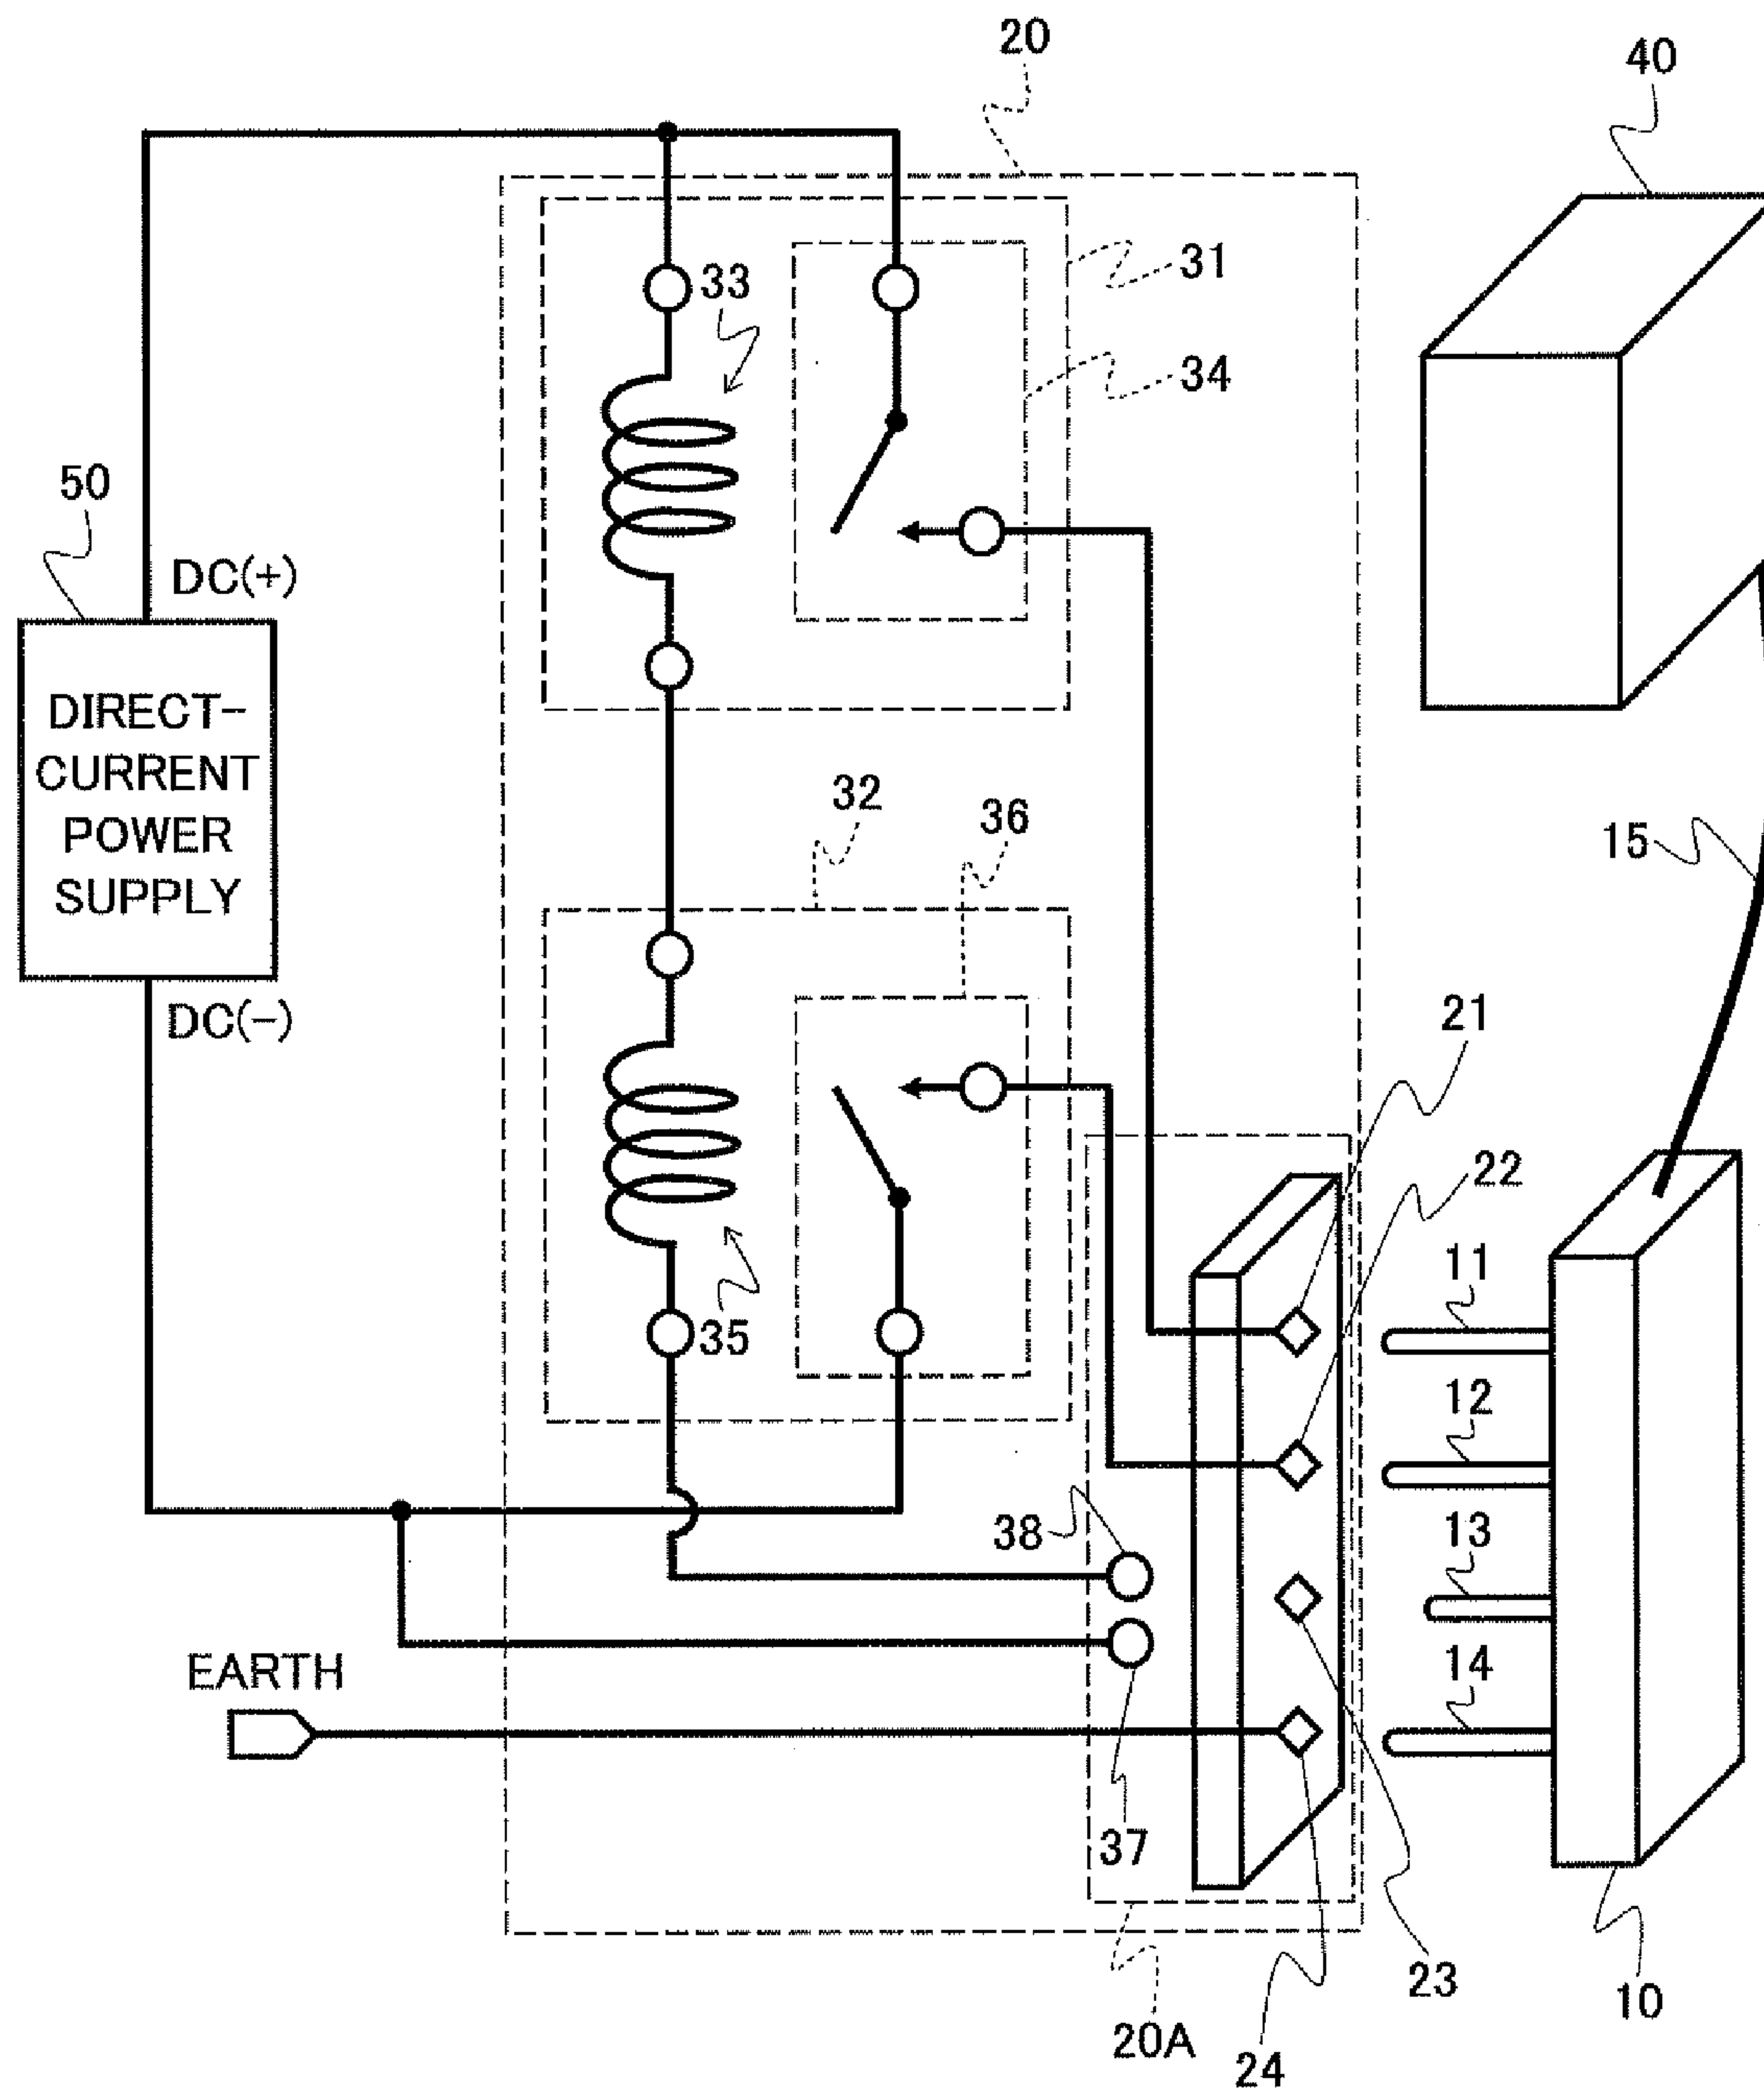 20
40
31
33
34
50
DC(+)
DIRECT-
CURRENT
POWER
SUPPLY
32
36
15
DC(−)
21
22
11
35
12
38
13
EARTH
14
37
23
10
20A
24